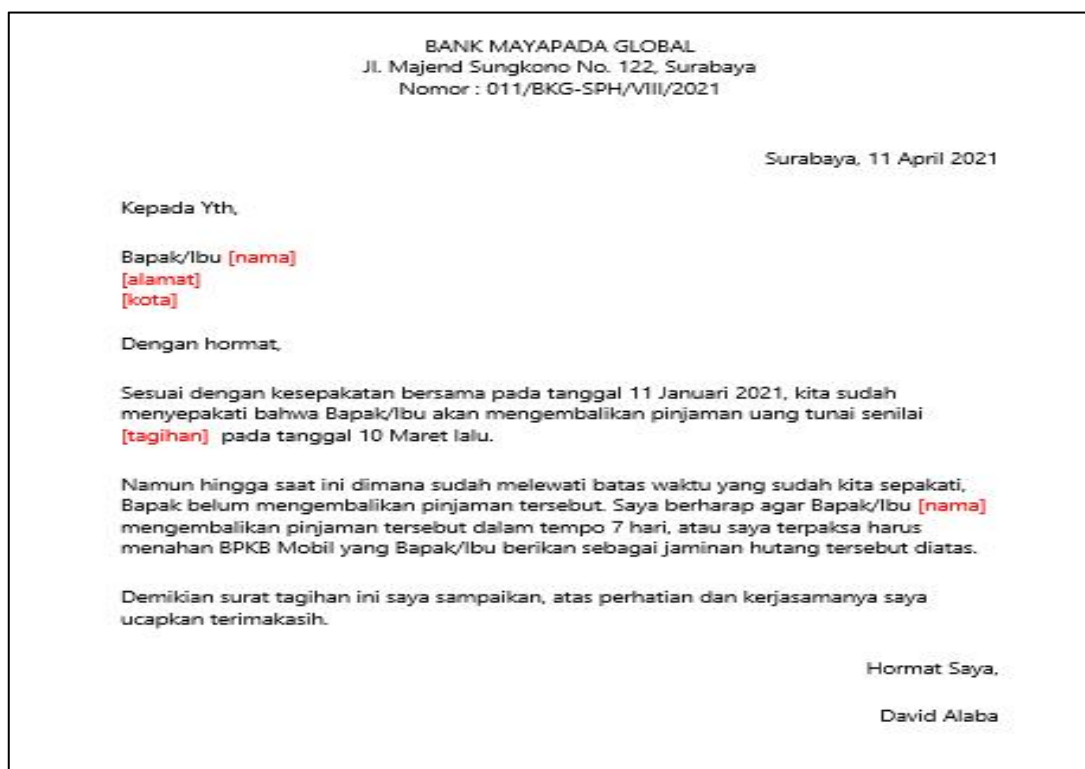 BANK MAYAPADA GLOBAL
Jl. Majend Sungkono No. 122, Surabaya
Nomor : 011/BKG-SPH/VIII/2021
Surabaya, 11 April 2021
Kepada Yth,
Bapak/Ibu [nama]
[alamat]
[kota]
Dengan hormat,
Sesuai dengan kesepakatan bersama pada tanggal 11 Januari 2021, kita sudah
menyepakati bahwa Bapak/Ibu akan mengembalikan pinjaman uang tunai senilai
[tagihan] pada tanggal 10 Maret lalu.
Namun hingga saat ini dimana sudah melewati batas waktu yang sudah kita sepakati,
Bapak belum mengembalikan pinjaman tersebut. Saya berharap agar Bapak/Ibu [nama]
mengembalikan pinjaman tersebut dalam tempo 7 hari, atau saya terpaksa harus
menahan BPKB Mobil yang Bapak/Ibu berikan sebagai jaminan hutang tersebut diatas.
Demikian surat tagihan ini saya sampaikan, atas perhatian dan kerjasamanya saya
ucapkan terimakasih.
Hormat Saya,
David Alaba